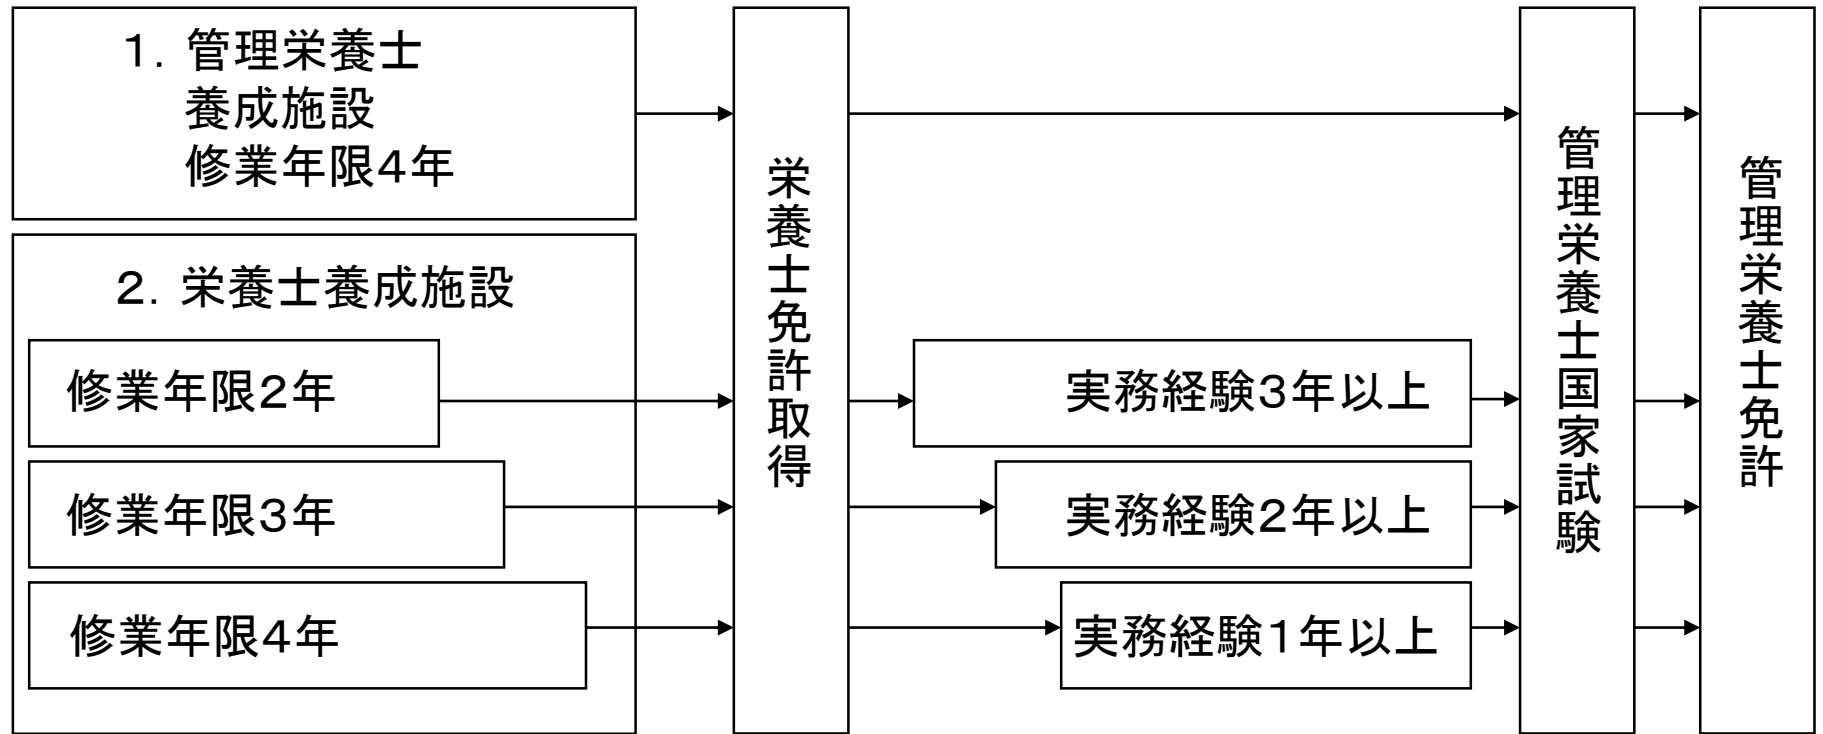 1. 管理栄養士
養成施設
修業年限4年
2. 栄養士養成施設
修業年限2年
修業年限3年
修業年限4年
栄養士免許取得
実務経験3年以上
実務経験2年以上
実務経験1年以上
管理栄養士国家試験
管理栄養士免許